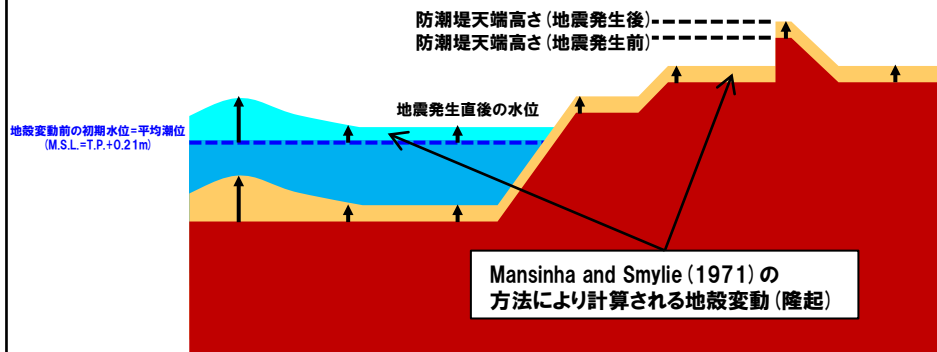 防潮堤天端高さ(地震発生後)
防潮堤天端高さ(地震発生前)
地震発生直後の水位
地殻変動前の初期水位=平均潮位
(M.S.L.=T.P.+0.21m)
Mansinha and Smylie(1971)の
方法により計算される地殻変動(隆起)